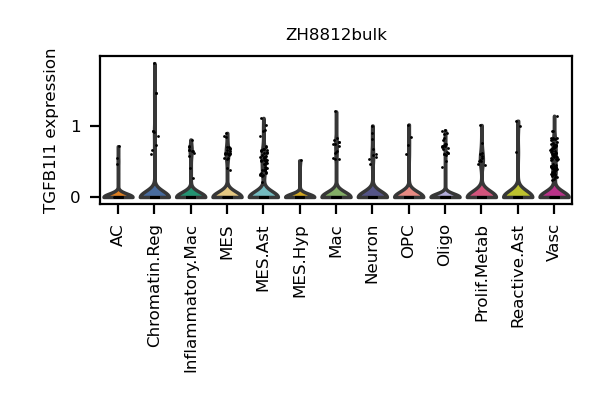 ZH8812bulk
TGFB1I1 expression
1
0
AC
Chromatin.Reg
Inflammatory.Mac
MES
MES.Ast
MES.Hyp
Mac
Neuron
OPC
Oligo
Prolif.Metab
Reactive.Ast
Vasc